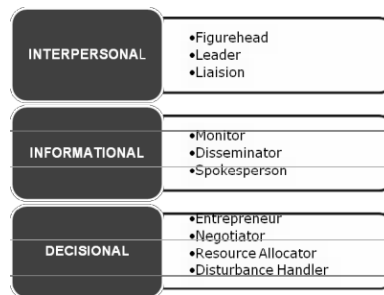 INTERPERSONAL
•Figurehead
•Leader
•Liaision
INFORMATIONAL
•Monitor
•Disseminator
•Spokesperson
DECISIONAL
•Entrepreneur
•Negotiator
•Resource Allocator
•Disturbance Handler